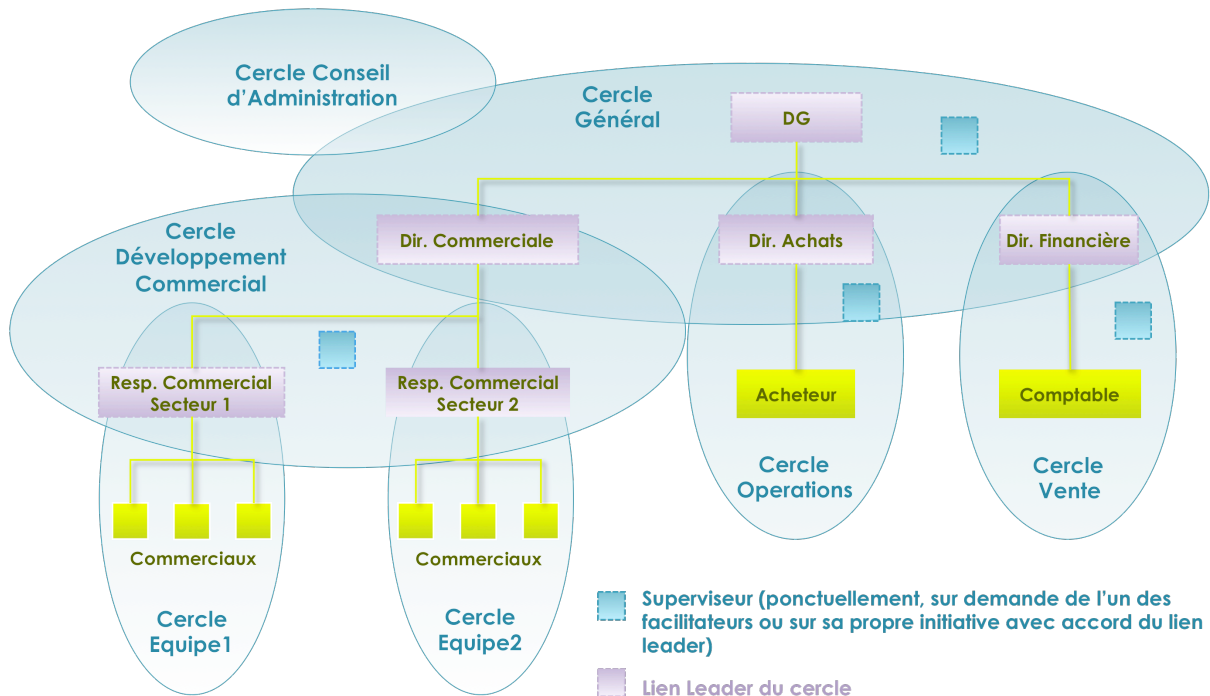 Cercle Conseil
d’Administration
Cercle
Général
DG
Cercle
Développement
Commercial
Dir. Commerciale
Dir. Achats
Dir. Financière
Resp. Commercial
Secteur 1
Resp. Commercial
Secteur 2
Acheteur
Comptable
Cercle
Operations
Cercle
Vente
Commerciaux
Commerciaux
Cercle
Equipe1
Cercle
Equipe2
Superviseur (ponctuellement, sur demande de l’un des
facilitateurs ou sur sa propre initiative avec accord du lien
leader)
Lien Leader du cercle